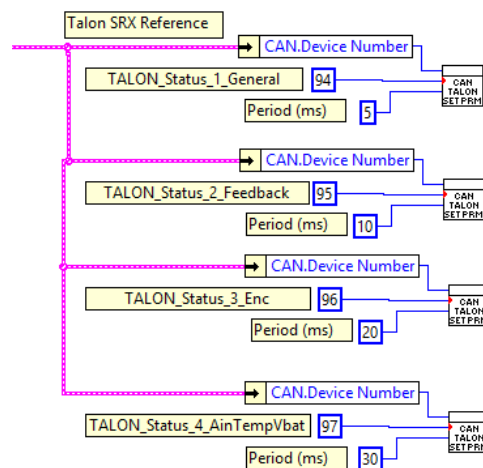 Talon SRX Reference
CAN.Device Number
TALON_Status_1_General 94
CAN
TALON
SETPRM
Period (ms) 5
CAN.Device Number
TALON_Status_2_Feedback 95
CAN
TALON
SETPRM
Period (ms) 10
CAN.Device Number
TALON_Status_3_Enc 96
CAN
TALON
SETPRM
Period (ms) 20
CAN.Device Number
TALON_Status_4_AinTempVbat 97
CAN
TALON
SETPRM
Period (ms) 30